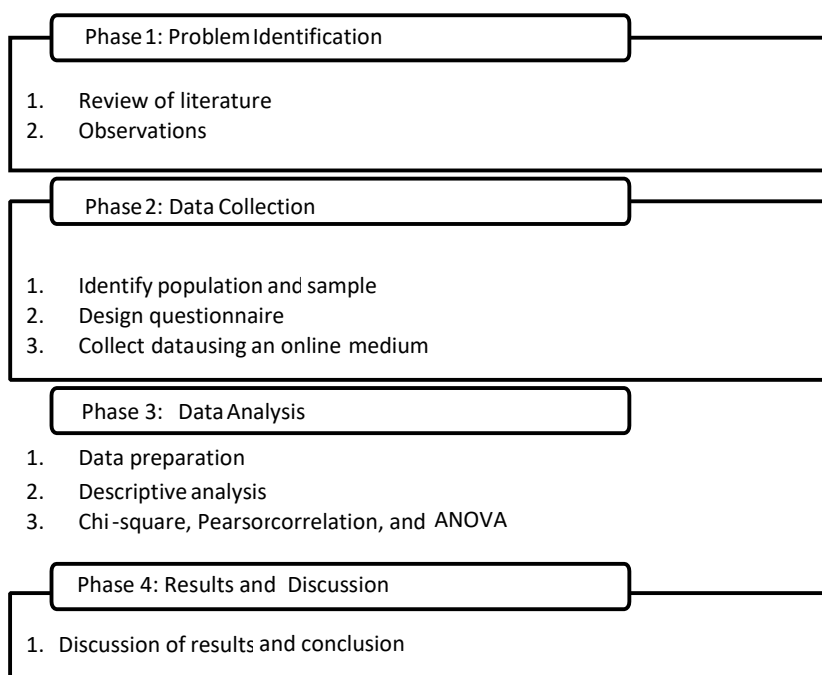 Phase 1: Problem Identification
1. Review of literature
2. Observations
Phase 2: Data Collection
1. Identify population and sample
2. Design questionnaire
3. Collect datausing an online medium
Phase 3: Data Analysis
1. Data preparation
2. Descriptive analysis
3. Chi-square, Pearsorcorrelation, and ANOVA
Phase 4: Results and Discussion
1. Discussion of results and conclusion